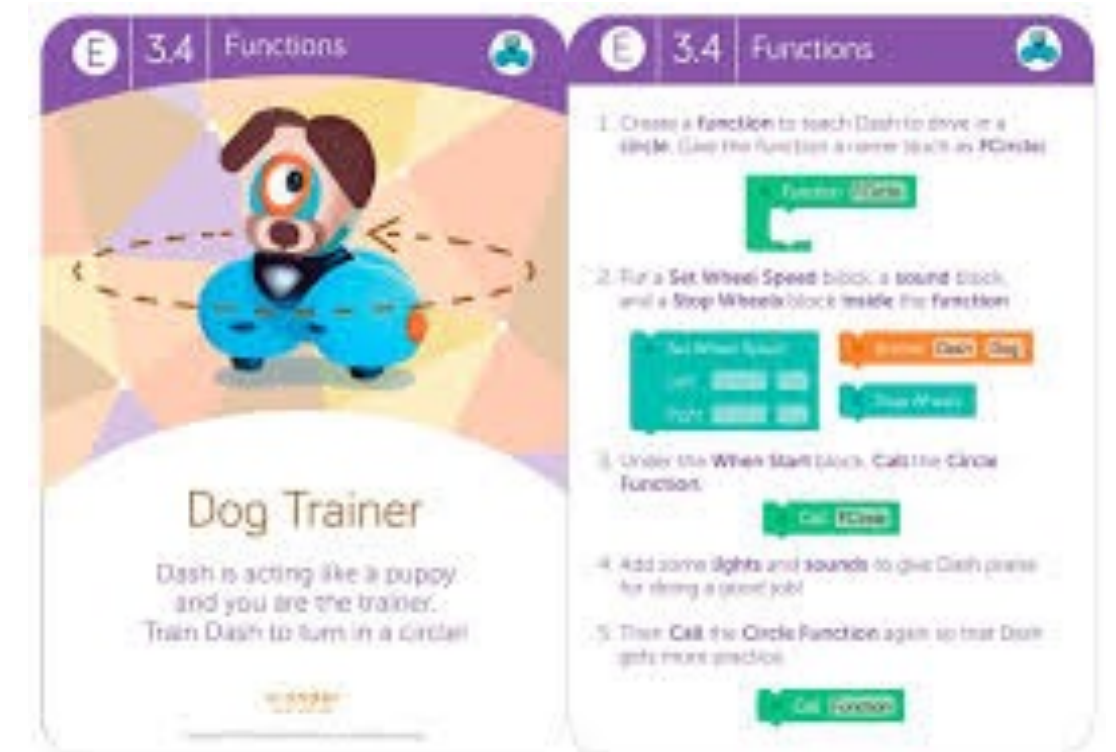 E 3.4 Functions
Dog Trainer
Dash is acting like a puppy
and you are the trainer.
Train Dash to turn in a circle!
wonder
E 3.4 Functions
1. Create a function to teach Dash to drive in a
circle. Give the function a name (such as FCircle)
Function FCircle
2. Put a Set Wheel Speed block, a sound block,
and a Stop Wheels block inside the function
Set Wheel Speed
Left
Right
Dash Dog
Stop Wheels
3. Under the When Start block, Call the Circle
Function.
Call FCircle
4. Add some lights and sounds to give Dash praise
for doing a good job!
5. Then Call the Circle Function again so that Dash
gets more practice.
Call Function